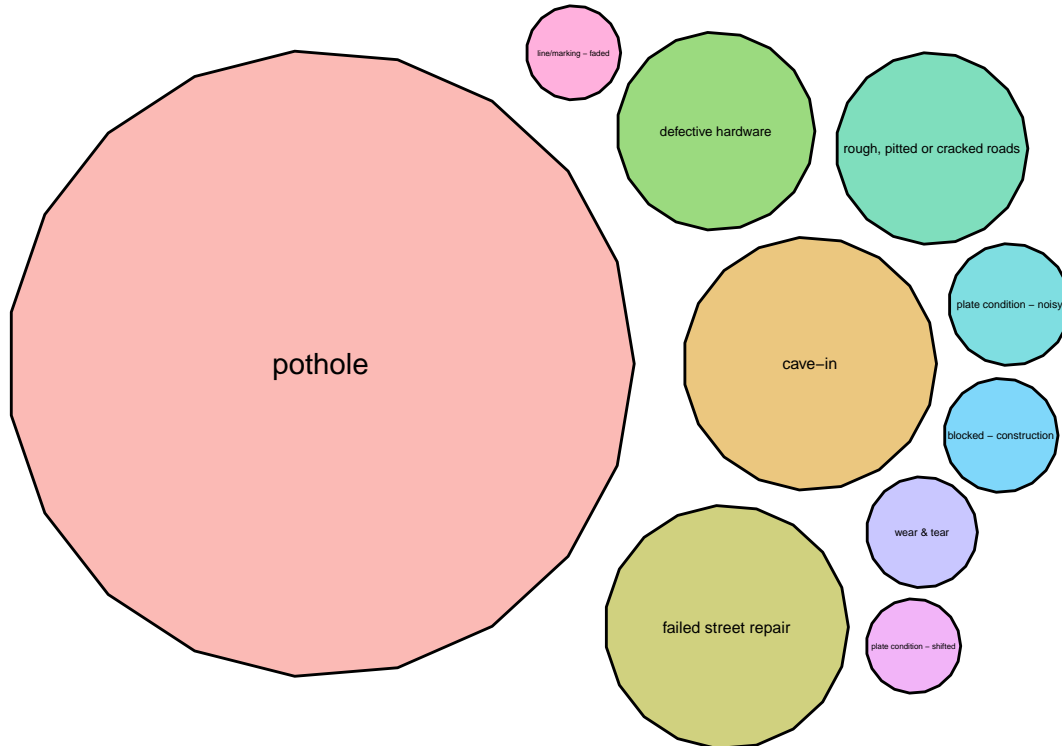 line/marking – faded
defective hardware
rough, pitted or cracked roads
plate condition – noisy
pothole
cave–in
blocked – construction
wear & tear
failed street repair
plate condition – shifted